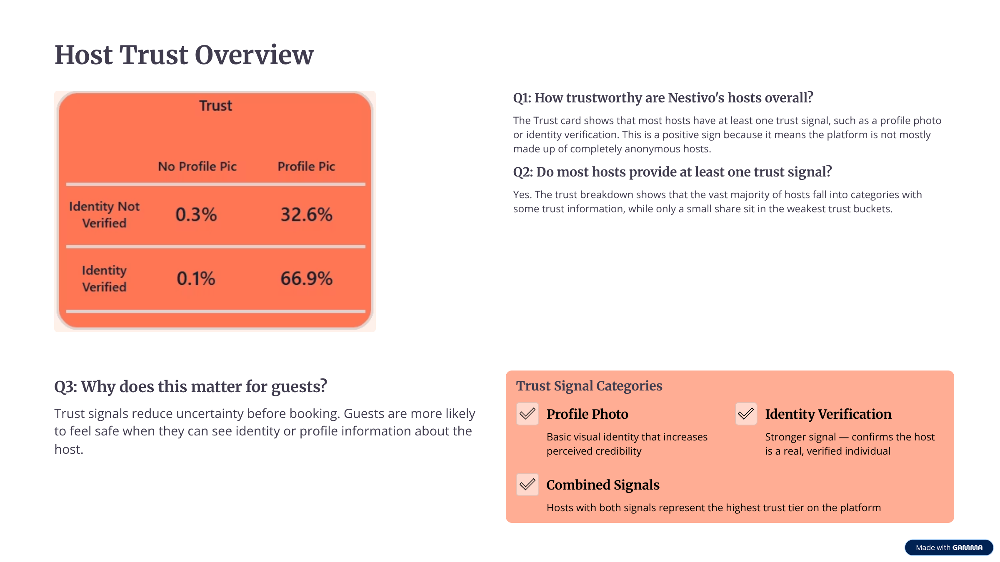 Host Trust Overview
Trust
No Profile Pic Profile Pic
Identity Not
Verified
0.3% 32.6%
Identity
Verified
0.1% 66.9%
Q1: How trustworthy are Nestivo's hosts overall?
The Trust card shows that most hosts have at least one trust signal, such as a profile photo
or identity verification. This is a positive sign because it means the platform is not mostly
made up of completely anonymous hosts.
Q2: Do most hosts provide at least one trust signal?
Yes. The trust breakdown shows that the vast majority of hosts fall into categories with
some trust information, while only a small share sit in the weakest trust buckets.
Q3: Why does this matter for guests?
Trust signals reduce uncertainty before booking. Guests are more likely
to feel safe when they can see identity or profile information about the
host.
Trust Signal Categories
Profile Photo
Basic visual identity that increases
perceived credibility
Identity Verification
Stronger signal — confirms the host
is a real, verified individual
Combined Signals
Hosts with both signals represent the highest trust tier on the platform
Made with GAMMA